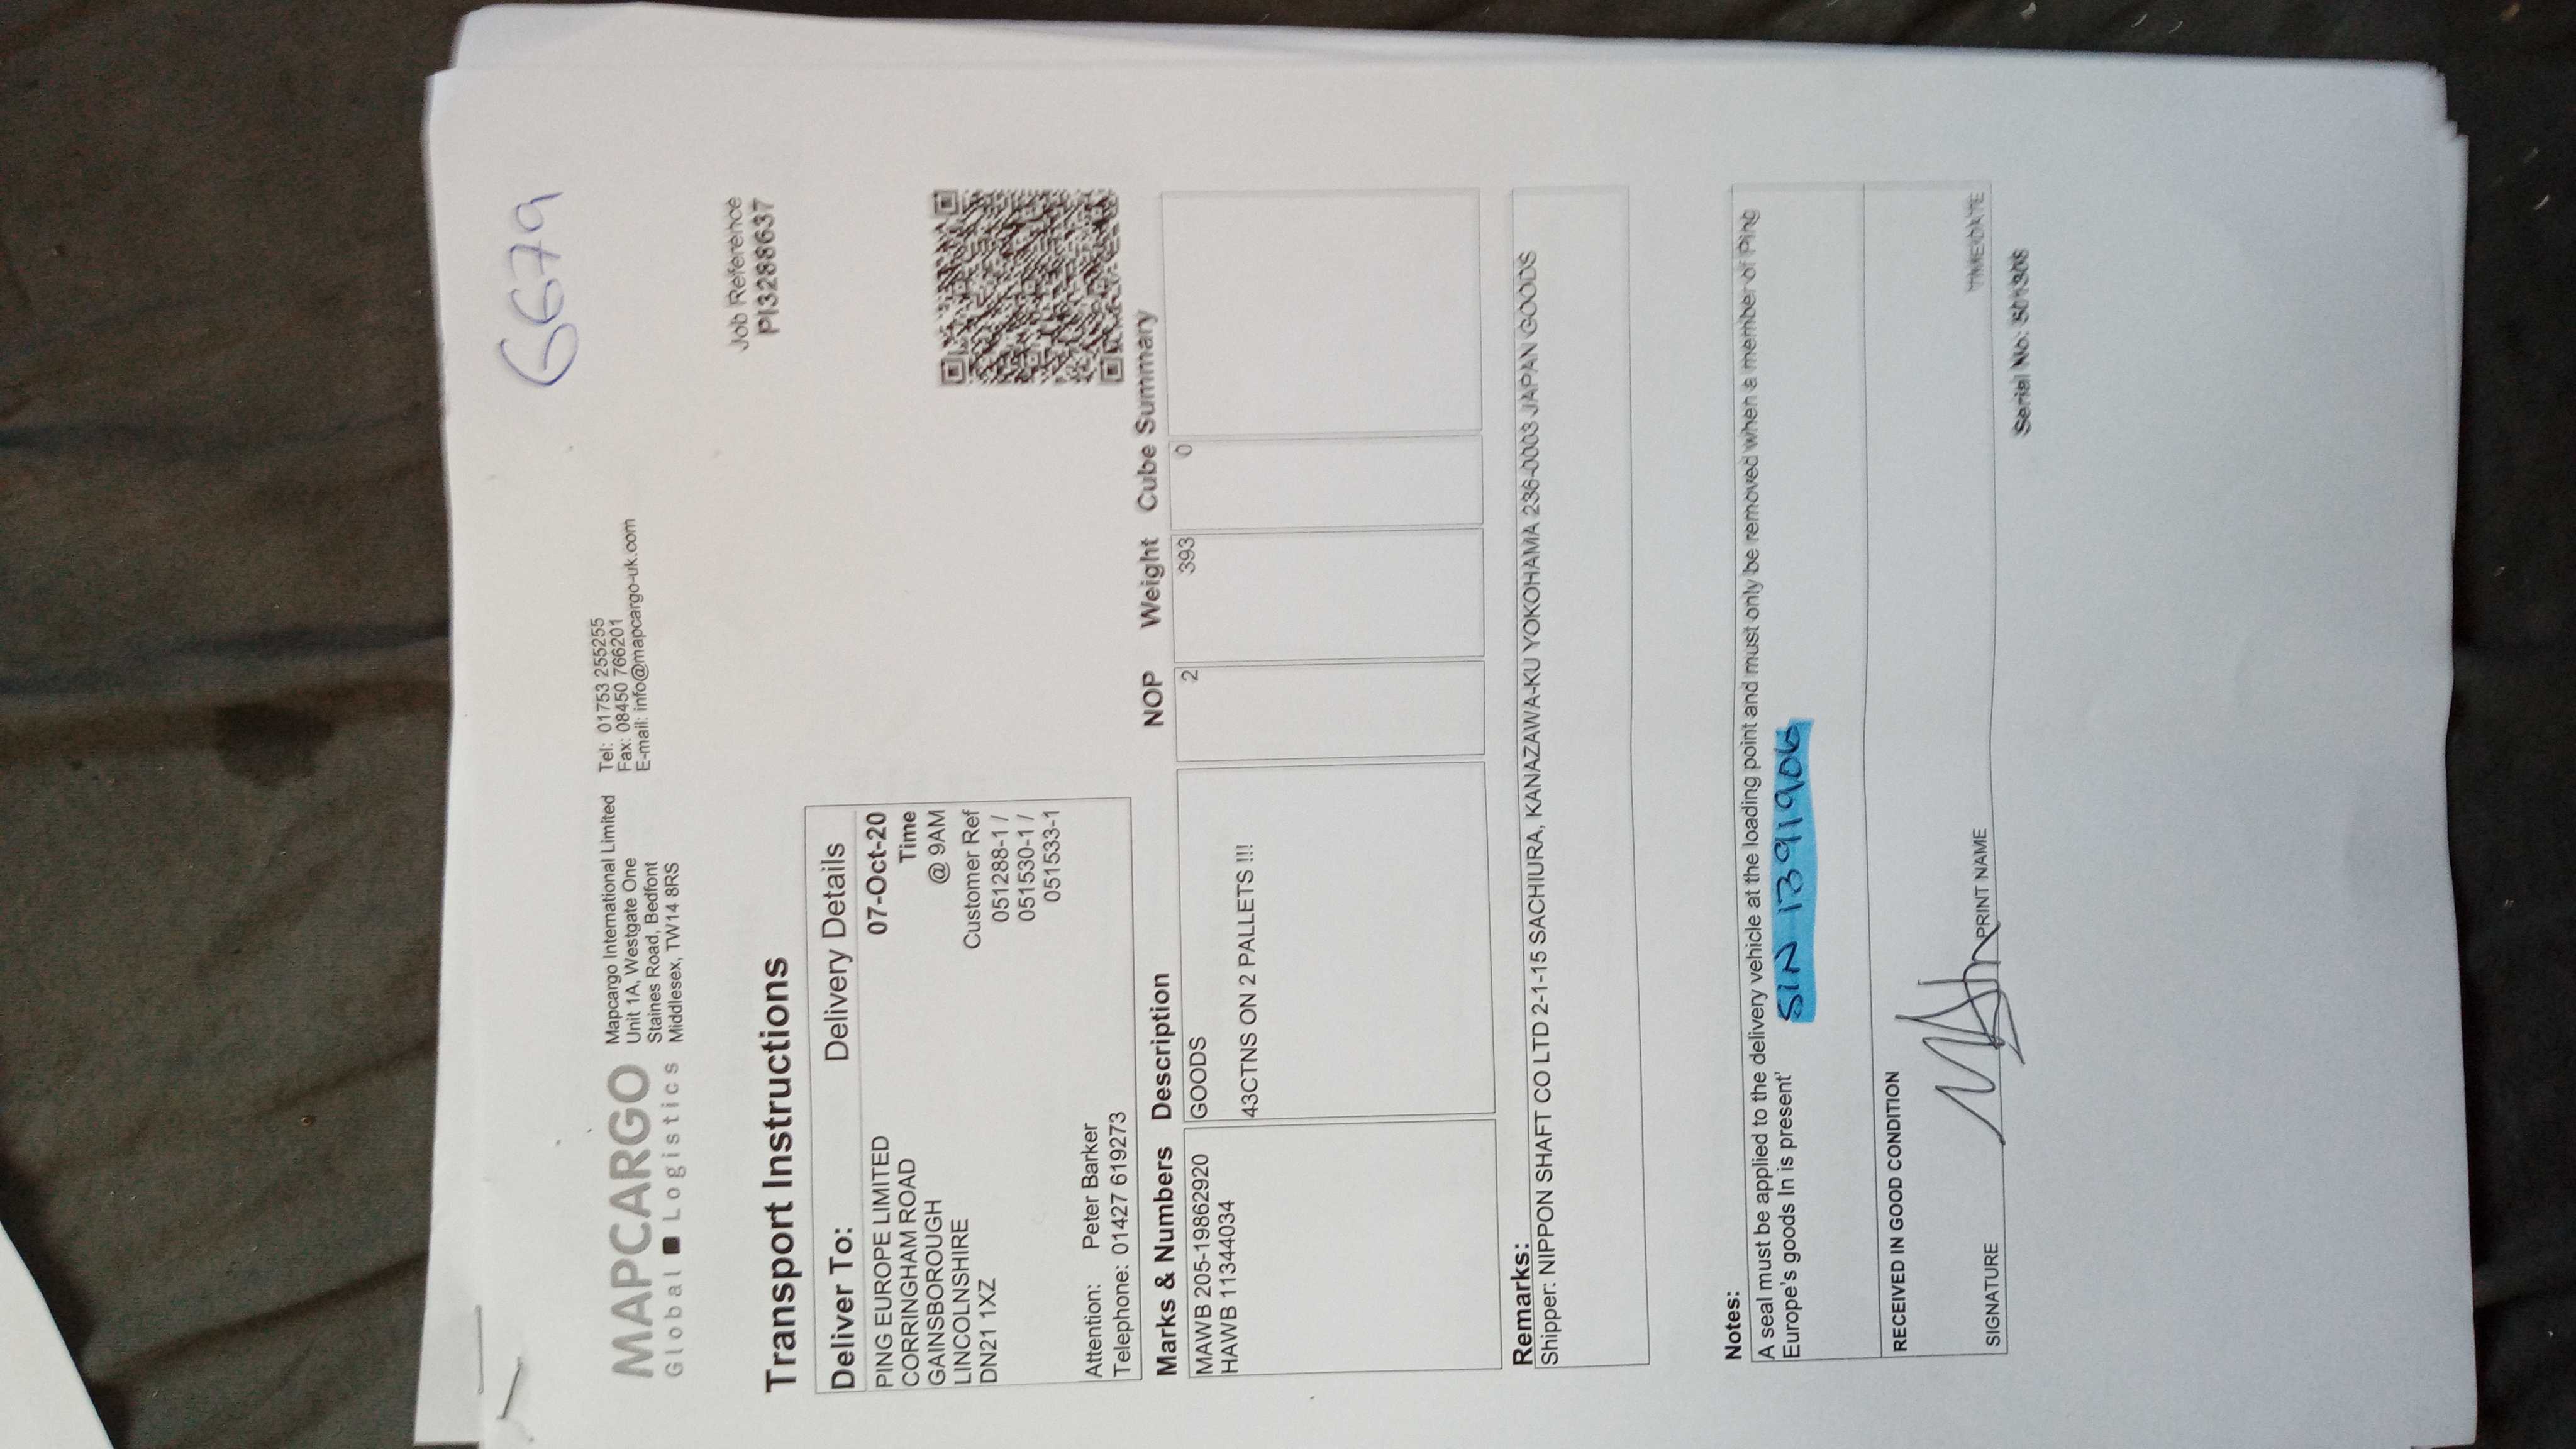 6679
MAPCARGO
Global Logistics
Mapcargo International Limited
Unit 1A, Westgate One
Staines Road, Bedfont
Middlesex, TW14 8RS
Tel: 01753 255255
Fax: 08450 766201
E-mail: info@mapcargo-uk.com
Job Reference
PI3288637
Transport Instructions
Deliver To:
PING EUROPE LIMITED
CORRINGHAM ROAD
GAINSBOROUGH
LINCOLNSHIRE
DN21 1XZ
Attention: Peter Barker
Telephone: 01427 619273
Delivery Details
07-Oct-20
Time
@ 9AM
Customer Ref
051288-1 /
051530-1 /
051533-1
Marks & Numbers Description NOP Weight Cube Summary
MAWB 205-19862920 GOODS 2 393 0
HAWB 11344034
43CTNS ON 2 PALLETS !!!
Remarks:
Shipper: NIPPON SHAFT CO LTD 2-1-15 SACHIURA, KANAZAWA-KU YOKOHAMA 236-0003 JAPAN GOODS
Notes:
A seal must be applied to the delivery vehicle at the loading point and must only be removed when a member of Ping
Europe's goods In is present'
S/N 1391906
RECEIVED IN GOOD CONDITION
SIGNATURE PRINT NAME TIME/DATE
Serial No: 501308